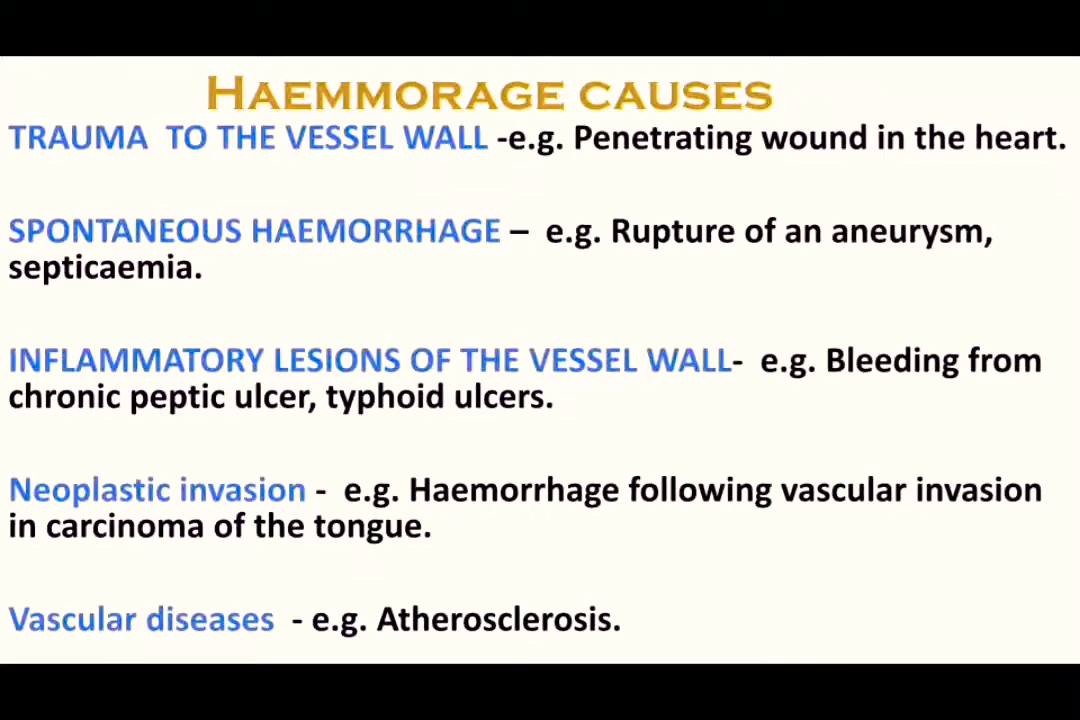 HAEMMORAGE CAUSES
TRAUMA  TO THE VESSEL WALL -e.g. Penetrating wound in the heart.
SPONTANEOUS HAEMORRHAGE –  e.g. Rupture of an aneurysm,
septicaemia.
INFLAMMATORY LESIONS OF THE VESSEL WALL-  e.g. Bleeding from
chronic peptic ulcer, typhoid ulcers.
Neoplastic invasion -  e.g. Haemorrhage following vascular invasion
in carcinoma of the tongue.
Vascular diseases  - e.g. Atherosclerosis.